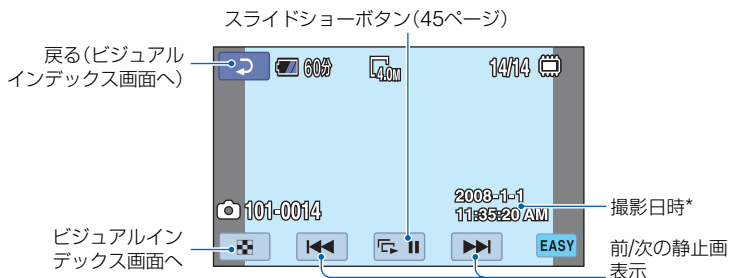 スライドショーボタン（45ページ）
戻る（ビジュアル
インデックス画面へ）
60分
4.0M
14/14
101-0014
2008-1-1
11:35:20 AM
撮影日時*
ビジュアルイン
デックス画面へ
EASY
前/次の静止画
表示